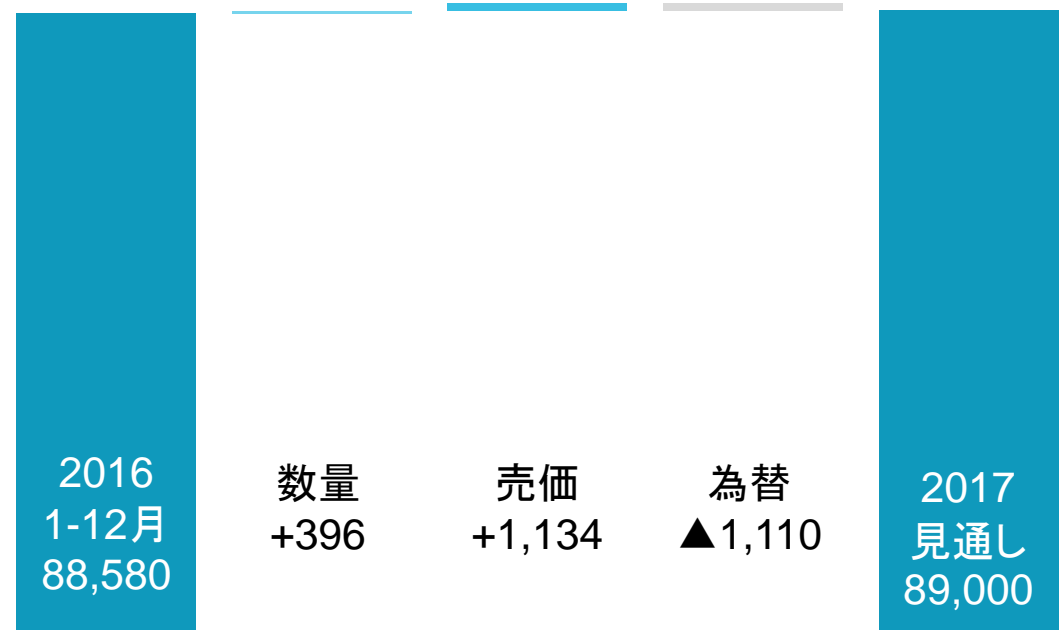 2016
1-12月
88,580
数量
+396
売価
+1,134
為替
▲1,110
2017
見通し
89,000